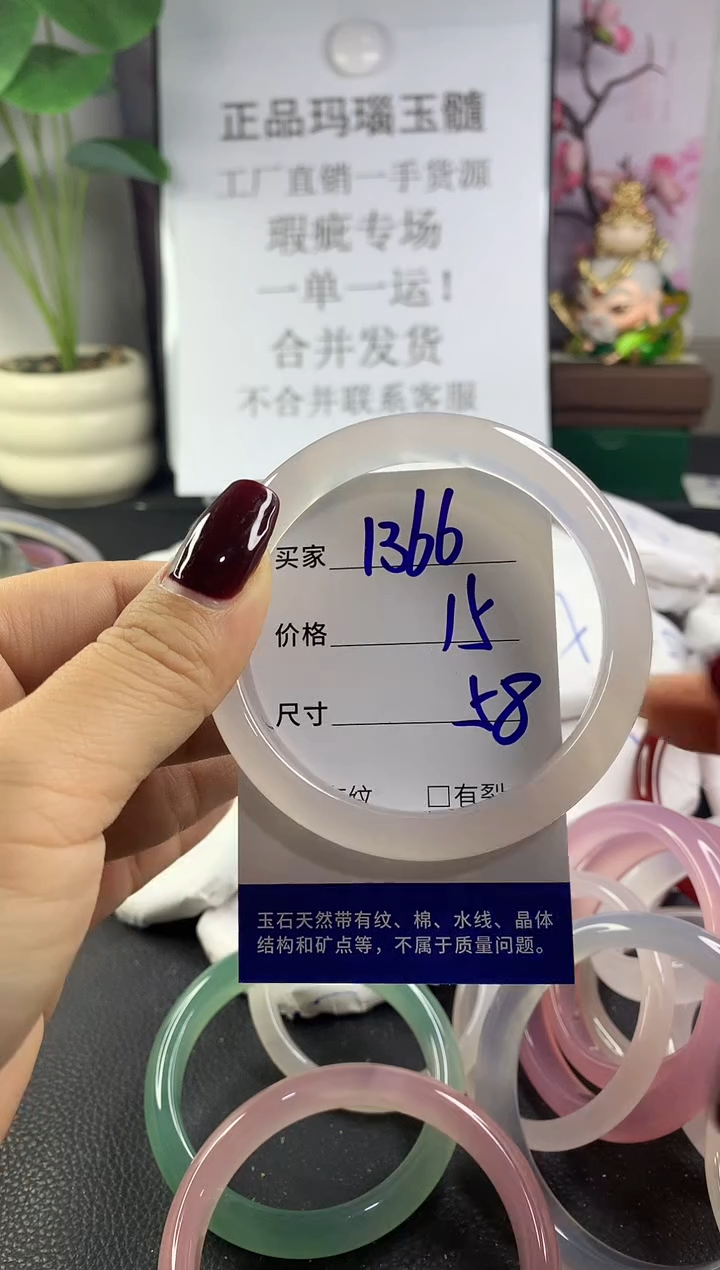 正品玛瑙玉髓
工厂直销一手货源
瑕疵专场
一单一运！
合并发货
不合并联系客服
买家 1366
价格 15
尺寸 58
纹 □有裂
玉石天然带有纹、棉、水线、晶体
结构和矿点等，不属于质量问题。